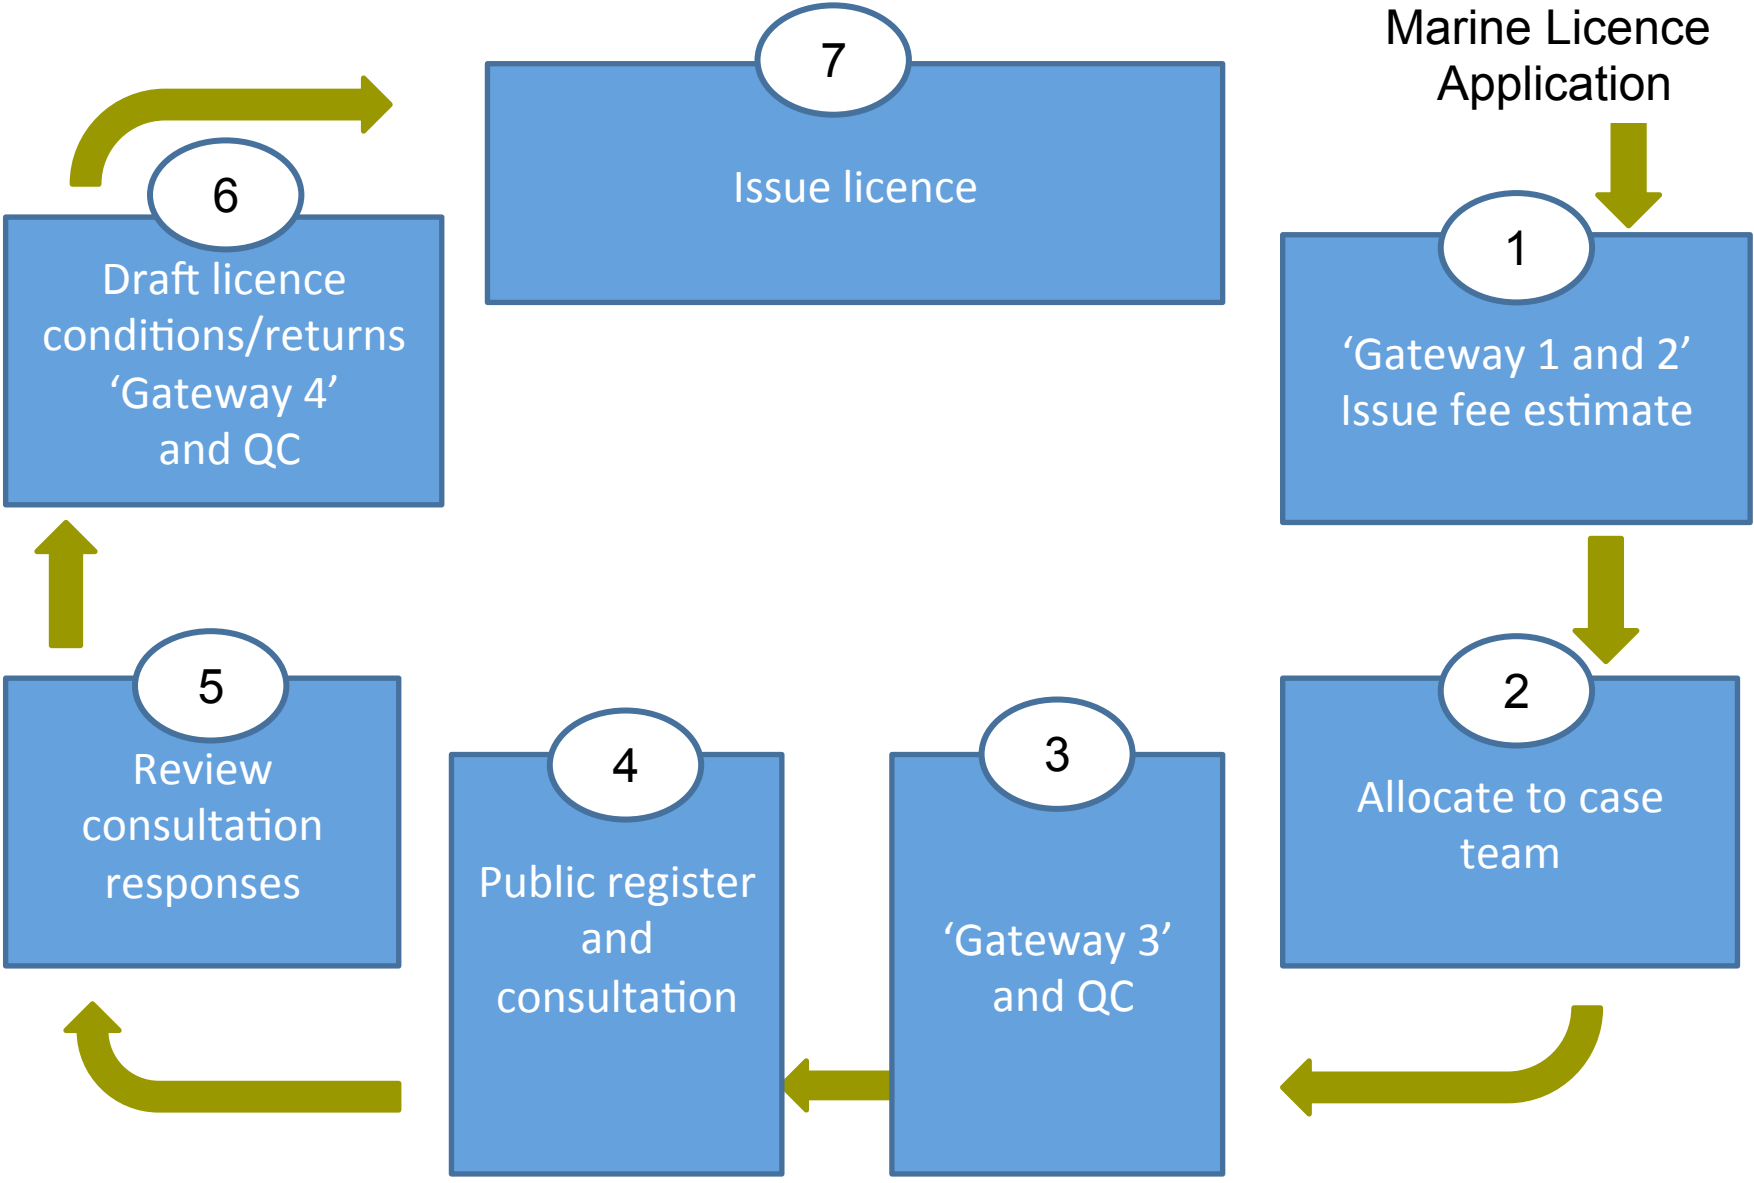 Marine Licence
Application
1
‘Gateway 1 and 2’
Issue fee estimate
2
Allocate to case
team
3
‘Gateway 3’
and QC
4
Public register
and
consultation
5
Review
consultation
responses
6
Draft licence
conditions/returns
‘Gateway 4’
and QC
7
Issue licence